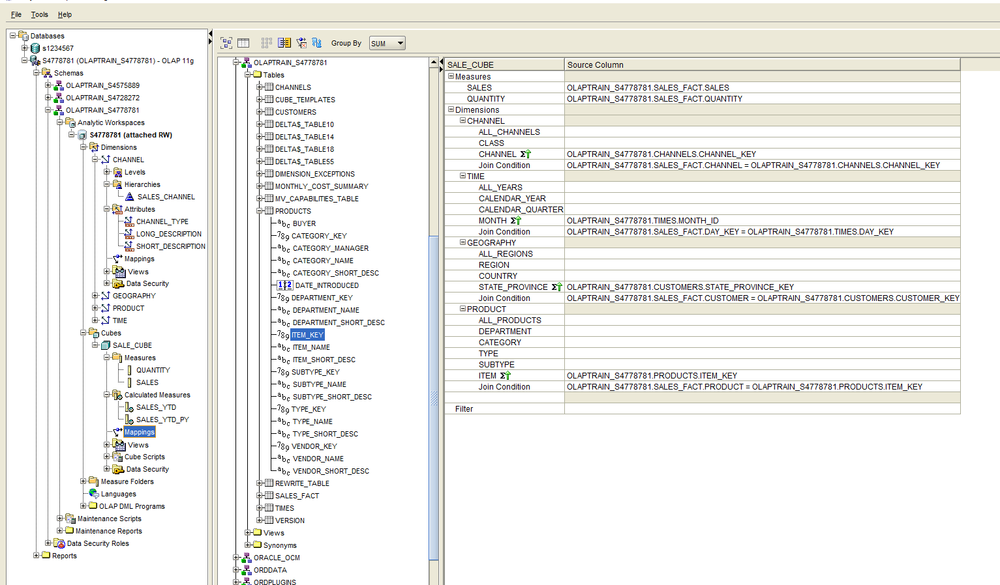 File Tools Help
Databases
s1234567
S4778781 (OLAPTRAIN_S4778781) - OLAP 11g
Schemas
OLAPTRAIN_S4575889
OLAPTRAIN_S4728272
OLAPTRAIN_S4778781
Analytic Workspaces
S4778781 (attached RW)
Dimensions
CHANNEL
Levels
Hierarchies
SALES_CHANNEL
Attributes
CHANNEL_TYPE
LONG_DESCRIPTION
SHORT_DESCRIPTION
Mappings
Views
Data Security
GEOGRAPHY
PRODUCT
TIME
Cubes
SALE_CUBE
Measures
QUANTITY
SALES
Calculated Measures
SALES_YTD
SALES_YTD_PY
Mappings
Views
Cube Scripts
Data Security
Measure Folders
Languages
OLAP DML Programs
Maintenance Scripts
Maintenance Reports
Data Security Roles
Reports
Group By SUM
OLAPTRAIN_S4778781
Tables
CHANNELS
CUBE_TEMPLATES
CUSTOMERS
DELTA$_TABLE10
DELTA$_TABLE14
DELTA$_TABLE18
DELTA$_TABLE55
DIMENSION_EXCEPTIONS
MONTHLY_COST_SUMMARY
MV_CAPABILITIES_TABLE
PRODUCTS
BUYER
CATEGORY_KEY
CATEGORY_MANAGER
CATEGORY_NAME
CATEGORY_SHORT_DESC
DATE_INTRODUCED
DEPARTMENT_KEY
DEPARTMENT_NAME
DEPARTMENT_SHORT_DESC
ITEM_KEY
ITEM_NAME
ITEM_SHORT_DESC
SUBTYPE_KEY
SUBTYPE_NAME
SUBTYPE_SHORT_DESC
TYPE_KEY
TYPE_NAME
TYPE_SHORT_DESC
VENDOR_KEY
VENDOR_NAME
VENDOR_SHORT_DESC
REWRITE_TABLE
SALES_FACT
TIMES
VERSION
Views
Synonyms
ORACLE_OCM
ORDDATA
ORDPLUGINS
SALE_CUBE Source Column
Measures
SALES OLAPTRAIN_S4778781.SALES_FACT.SALES
QUANTITY OLAPTRAIN_S4778781.SALES_FACT.QUANTITY
Dimensions
CHANNEL
ALL_CHANNELS
CLASS
CHANNEL OLAPTRAIN_S4778781.CHANNELS.CHANNEL_KEY
Join Condition OLAPTRAIN_S4778781.SALES_FACT.CHANNEL = OLAPTRAIN_S4778781.CHANNELS.CHANNEL_KEY
TIME
ALL_YEARS
CALENDAR_YEAR
CALENDAR_QUARTER
MONTH OLAPTRAIN_S4778781.TIMES.MONTH_ID
Join Condition OLAPTRAIN_S4778781.SALES_FACT.DAY_KEY = OLAPTRAIN_S4778781.TIMES.DAY_KEY
GEOGRAPHY
ALL_REGIONS
REGION
COUNTRY
STATE_PROVINCE OLAPTRAIN_S4778781.CUSTOMERS.STATE_PROVINCE_KEY
Join Condition OLAPTRAIN_S4778781.SALES_FACT.CUSTOMER = OLAPTRAIN_S4778781.CUSTOMERS.CUSTOMER_KEY
PRODUCT
ALL_PRODUCTS
DEPARTMENT
CATEGORY
TYPE
SUBTYPE
ITEM OLAPTRAIN_S4778781.PRODUCTS.ITEM_KEY
Join Condition OLAPTRAIN_S4778781.SALES_FACT.PRODUCT = OLAPTRAIN_S4778781.PRODUCTS.ITEM_KEY
Filter